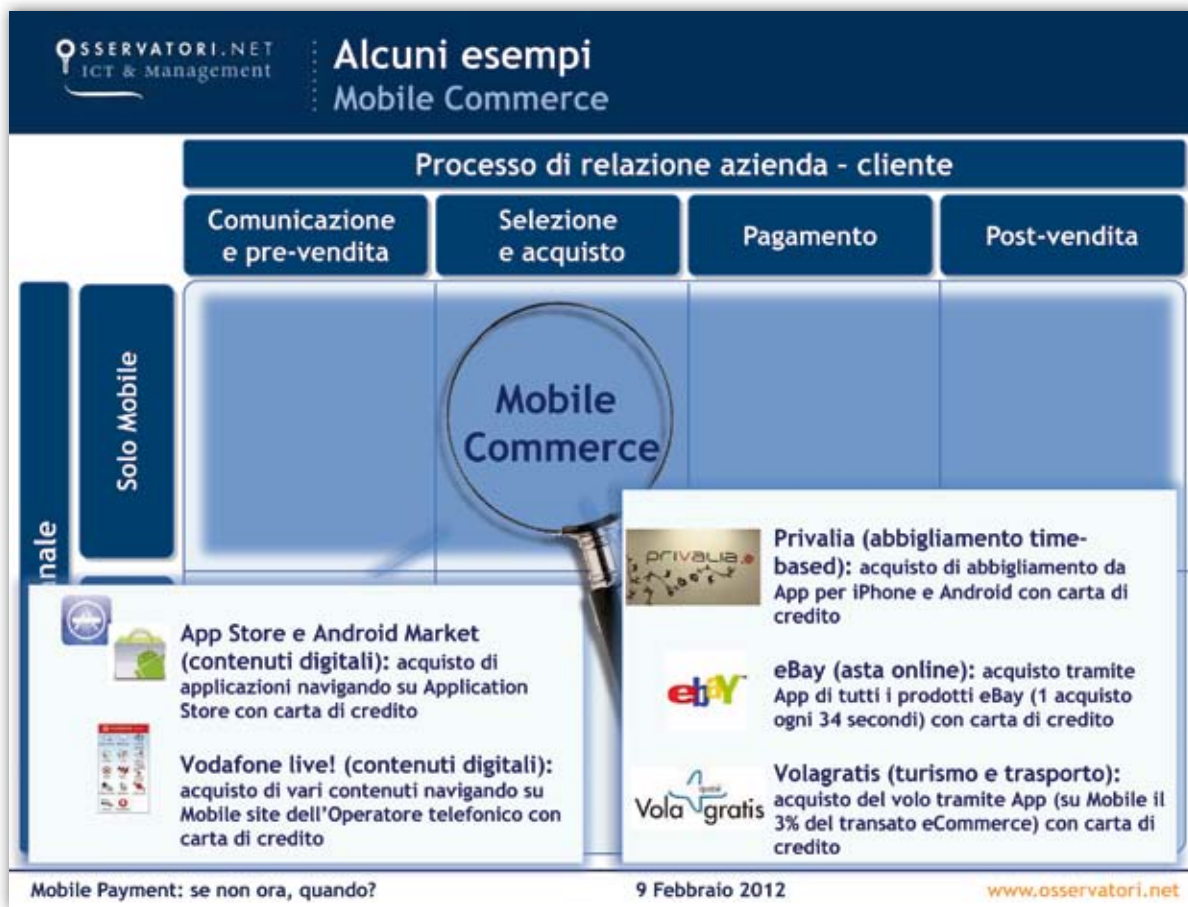 OSSERVATORI.NET
ICT & Management
Alcuni esempi
Mobile Commerce
Processo di relazione azienda - cliente
Comunicazione
e pre-vendita
Selezione
e acquisto
Pagamento
Post-vendita
Solo Mobile
nale
Mobile
Commerce
App Store e Android Market
(contenuti digitali): acquisto di
applicazioni navigando su Application
Store con carta di credito
Vodafone live! (contenuti digitali):
acquisto di vari contenuti navigando su
Mobile site dell'Operatore telefonico con
carta di credito
privalia
Privalia (abbigliamento time-
based): acquisto di abbigliamento da
App per iPhone e Android con carta di
credito
ebay
eBay (asta online): acquisto tramite
App di tutti i prodotti eBay (1 acquisto
ogni 34 secondi) con carta di credito
Vola gratis
Volagratis (turismo e trasporto):
acquisto del volo tramite App (su Mobile il
3% del transato eCommerce) con carta di
credito
Mobile Payment: se non ora, quando?
9 Febbraio 2012
www.osservatori.net